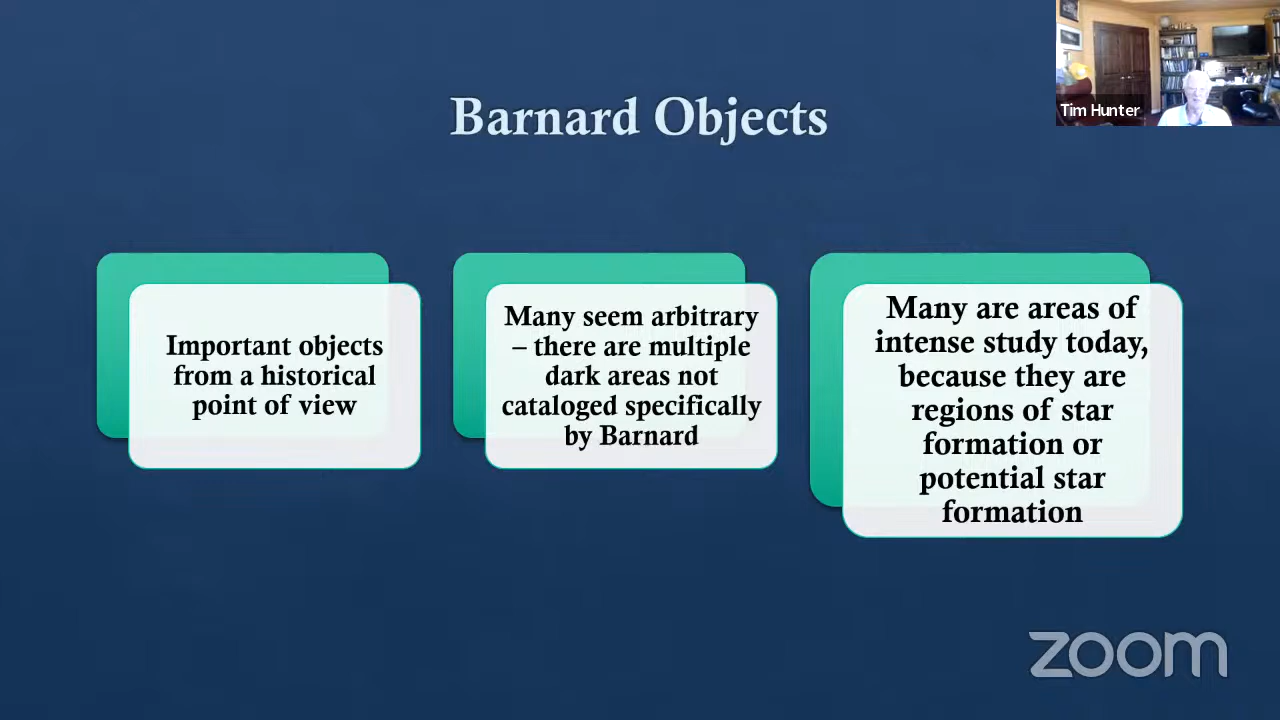 Barnard Objects
Tim Hunter
Important objects
from a historical
point of view
Many seem arbitrary
– there are multiple
dark areas not
cataloged specifically
by Barnard
Many are areas of
intense study today,
because they are
regions of star
formation or
potential star
formation
zoom